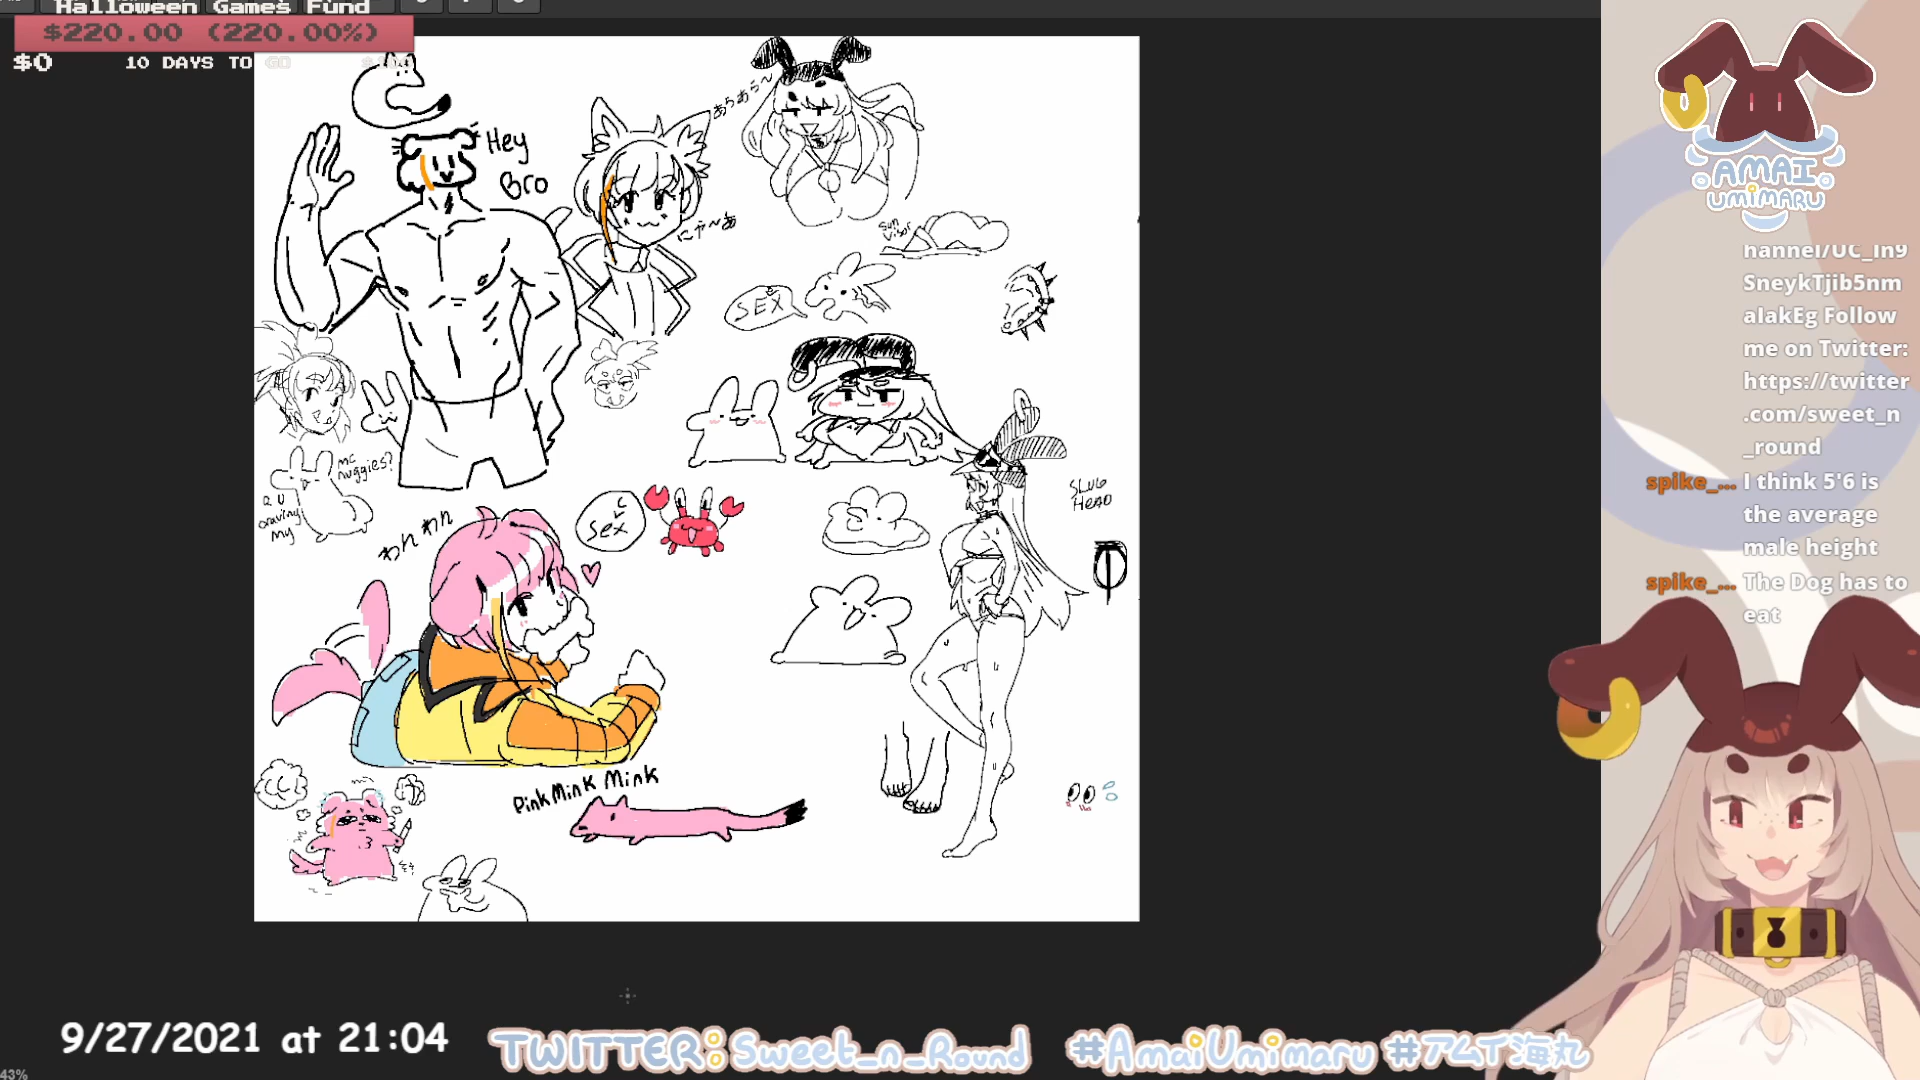 Halloween Games Fund
$220.00 (220.00%)
$0 10 DAYS TO GO
Hey
Bro
にゃ～あ
あらあら～
Sun
Visor
SEX
mc
nuggies?
R U
craving
my
わん わん
Sex
SLUG
HEAD
Pink Mink Mink
AMAI
UMIMARU
hannel/UC_In9
SneykTjib5nm
alakEg Follow
me on Twitter:
https://twitter
.com/sweet_n
_round
spike_... I think 5'6 is
the average
male height
spike_... The Dog has to
eat
9/27/2021 at 21:04
TWITTER: Sweet_n_Round #AmaiUmimaru #アムイ海丸
43%